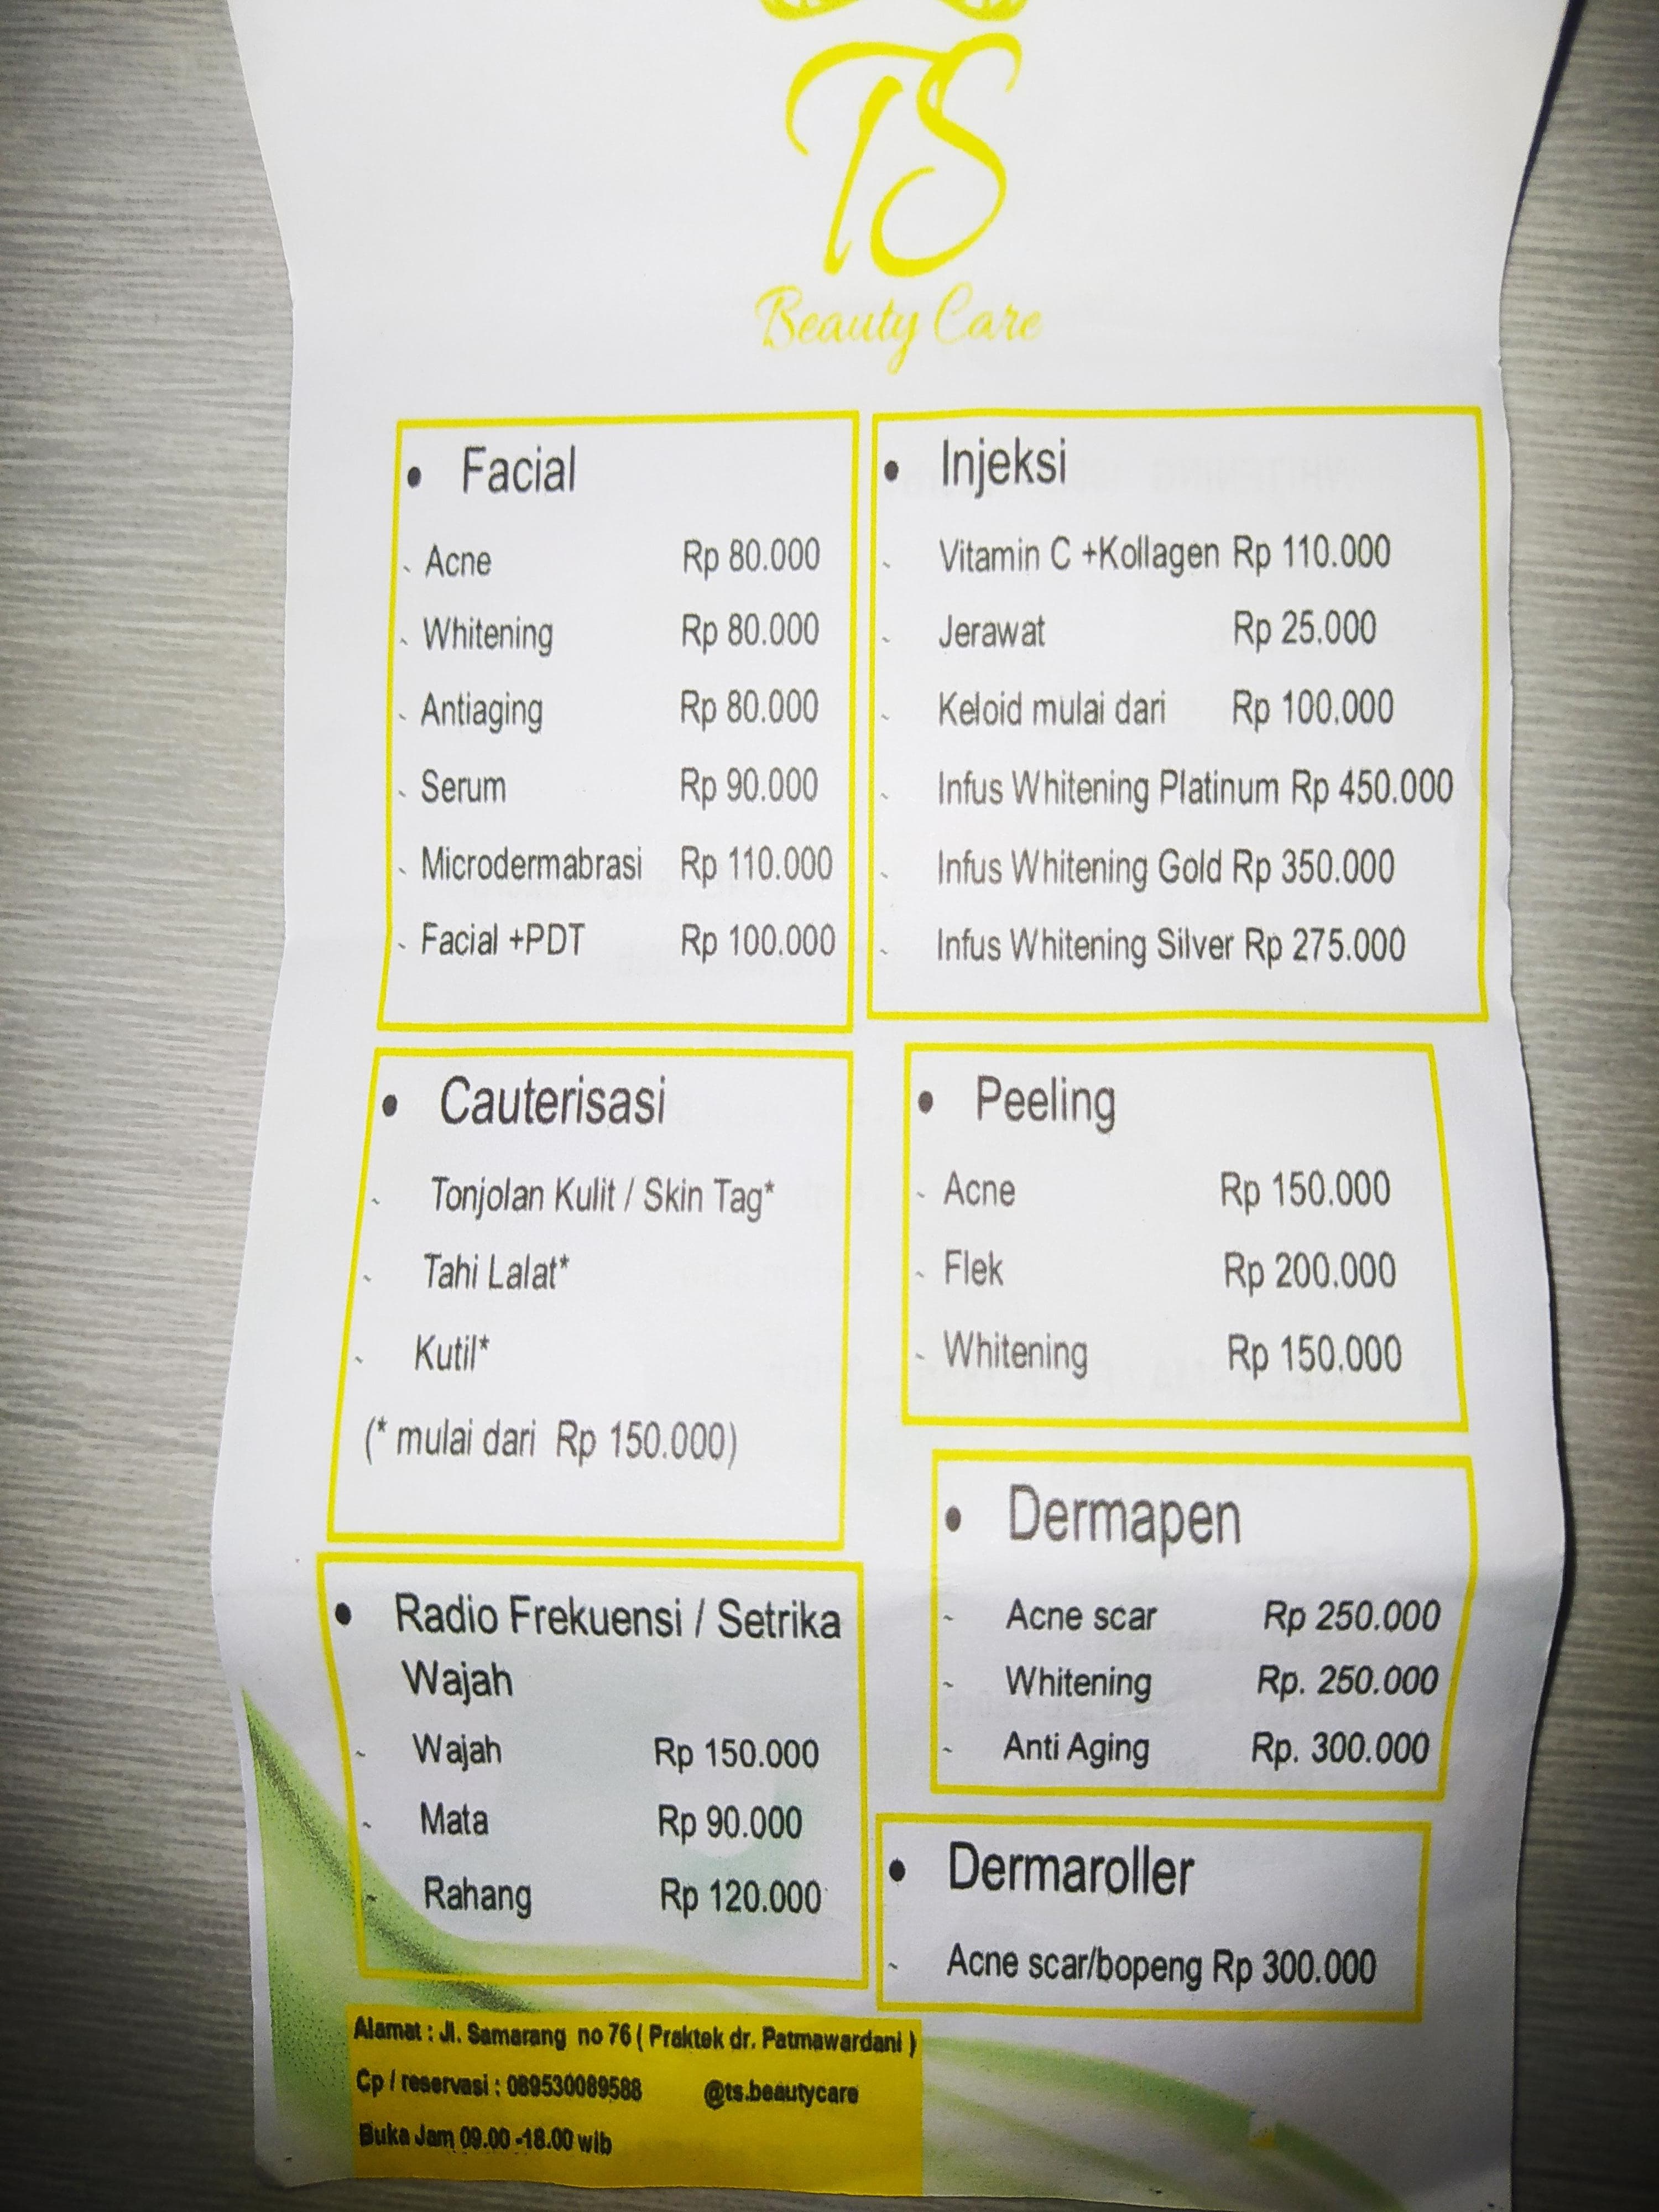 TS
Beauty Care
• Facial
- Acne Rp 80.000
- Whitening Rp 80.000
- Antiaging Rp 80.000
- Serum Rp 90.000
- Microdermabrasi Rp 110.000
- Facial +PDT Rp 100.000
• Injeksi
- Vitamin C +Kollagen Rp 110.000
- Jerawat Rp 25.000
- Keloid mulai dari Rp 100.000
- Infus Whitening Platinum Rp 450.000
- Infus Whitening Gold Rp 350.000
- Infus Whitening Silver Rp 275.000
• Cauterisasi
- Tonjolan Kulit / Skin Tag*
- Tahi Lalat*
- Kutil*
(* mulai dari Rp 150.000)
• Peeling
- Acne Rp 150.000
- Flek Rp 200.000
- Whitening Rp 150.000
• Radio Frekuensi / Setrika
Wajah
- Wajah Rp 150.000
- Mata Rp 90.000
- Rahang Rp 120.000
• Dermapen
- Acne scar Rp 250.000
- Whitening Rp. 250.000
- Anti Aging Rp. 300.000
• Dermaroller
- Acne scar/bopeng Rp 300.000
Alamat : Jl. Samarang no 76 ( Praktek dr. Patmawardani )
Cp / reservasi : 089530089588 @ts.beautycare
Buka Jam 09.00 -18.00 wib